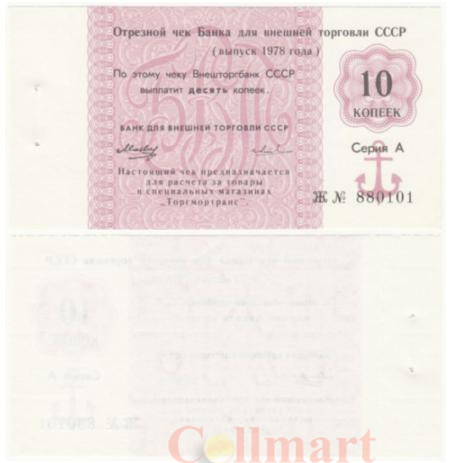 Отрезной чек Банка для внешней торговли СССР
(выпуск 1978 года)
По этому чеку Внешторгбанк СССР
выплатит десять копеек.
10
КОПЕЕК
БАНК ДЛЯ ВНЕШНЕЙ ТОРГОВЛИ СССР
Серия А
Настоящий чек предназначается
для расчета за товары
в специальных магазинах
„Торгмортранс".
Ж № 880101
Collmart